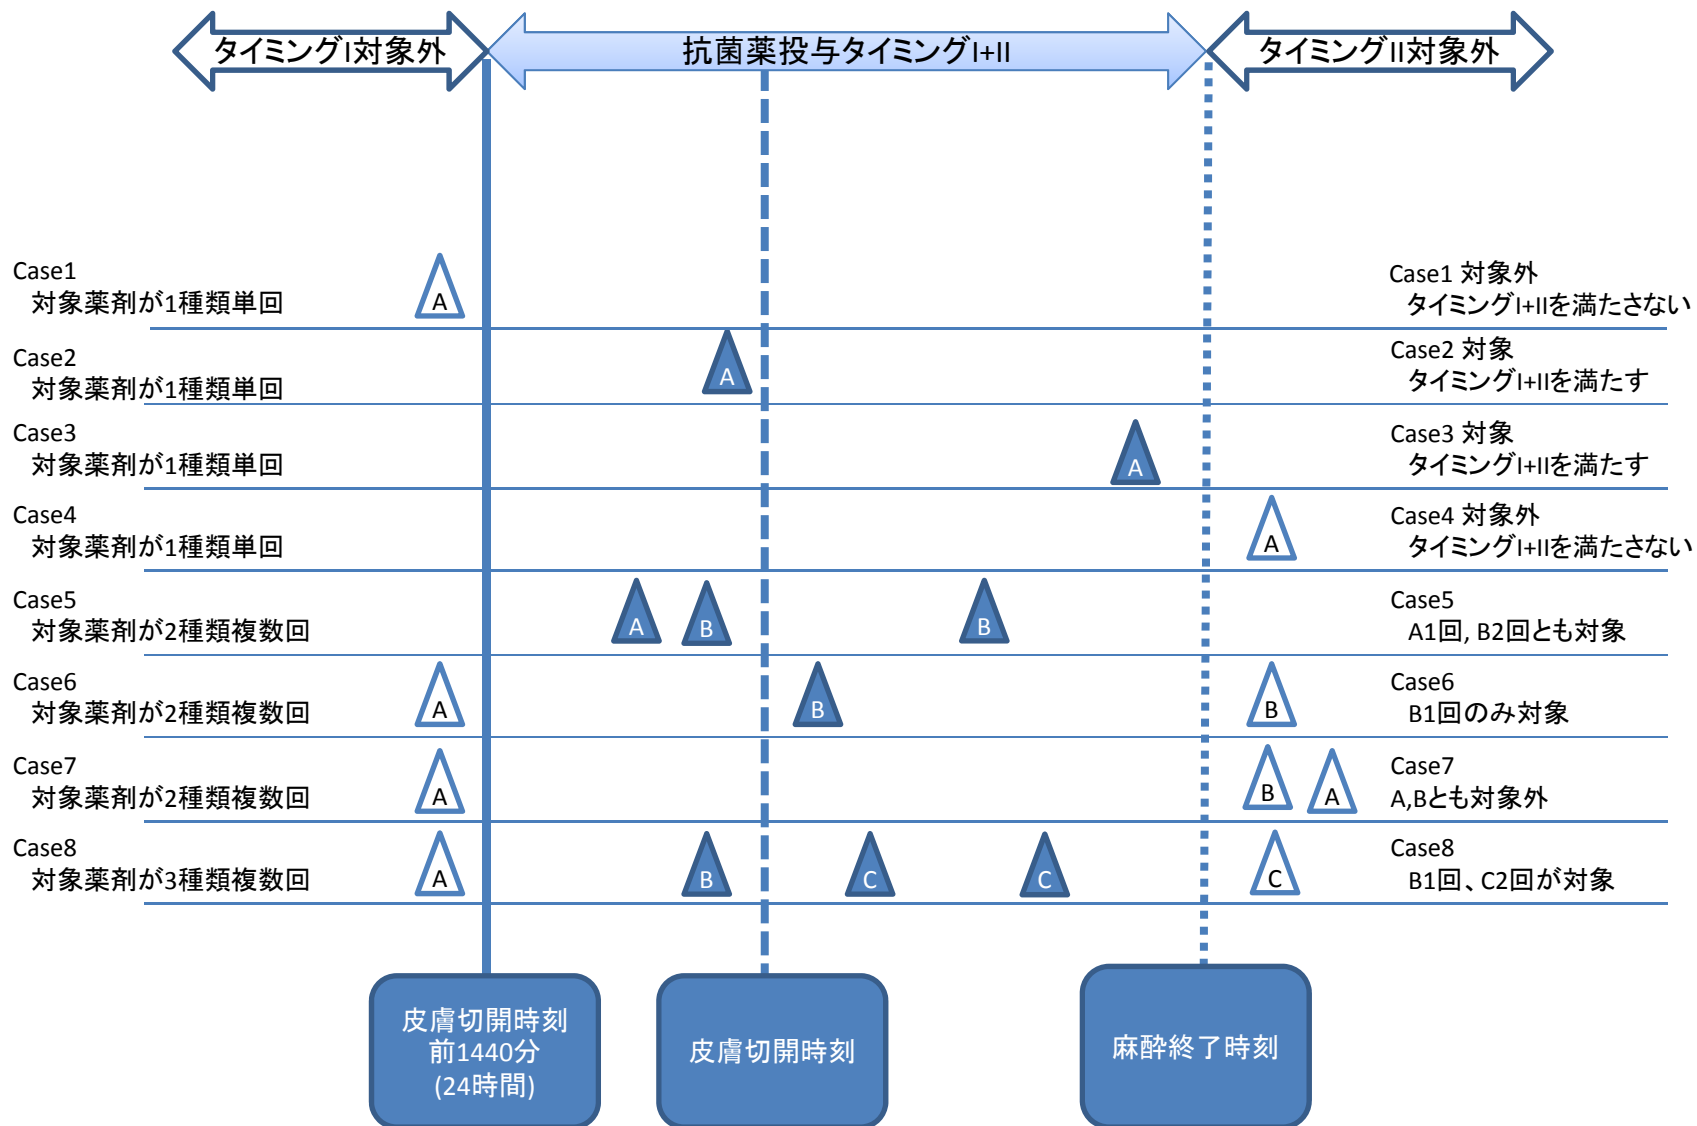 タイミングI対象外
抗菌薬投与タイミングI+II
タイミングII対象外
Case1
対象薬剤が1種類単回
A
Case1 対象外
タイミングI+IIを満たさない
Case2
対象薬剤が1種類単回
A
Case2 対象
タイミングI+IIを満たす
Case3
対象薬剤が1種類単回
A
Case3 対象
タイミングI+IIを満たす
Case4
対象薬剤が1種類単回
A
Case4 対象外
タイミングI+IIを満たさない
Case5
対象薬剤が2種類複数回
A
B
B
Case5
A1回, B2回とも対象
Case6
対象薬剤が2種類複数回
A
B
B
Case6
B1回のみ対象
Case7
対象薬剤が2種類複数回
A
B
A
Case7
A,Bとも対象外
Case8
対象薬剤が3種類複数回
A
B
C
C
C
Case8
B1回、C2回が対象
皮膚切開時刻
前1440分
(24時間)
皮膚切開時刻
麻酔終了時刻